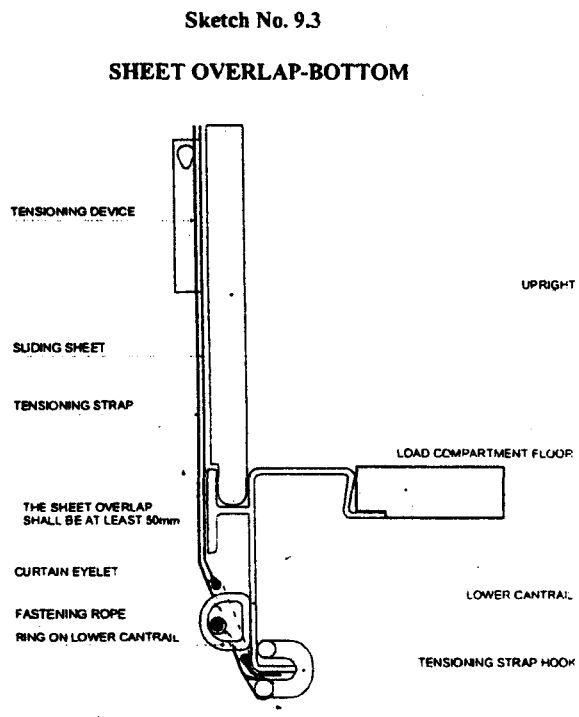 Sketch No. 9.3
SHEET OVERLAP-BOTTOM
TENSIONING DEVICE
UPRIGHT
SLIDING SHEET
TENSIONING STRAP
LOAD COMPARTMENT FLOOR
THE SHEET OVERLAP
SHALL BE AT LEAST 50mm
CURTAIN EYELET
LOWER CANTRAIL
FASTENING ROPE
RING ON LOWER CANTRAIL
TENSIONING STRAP HOOK